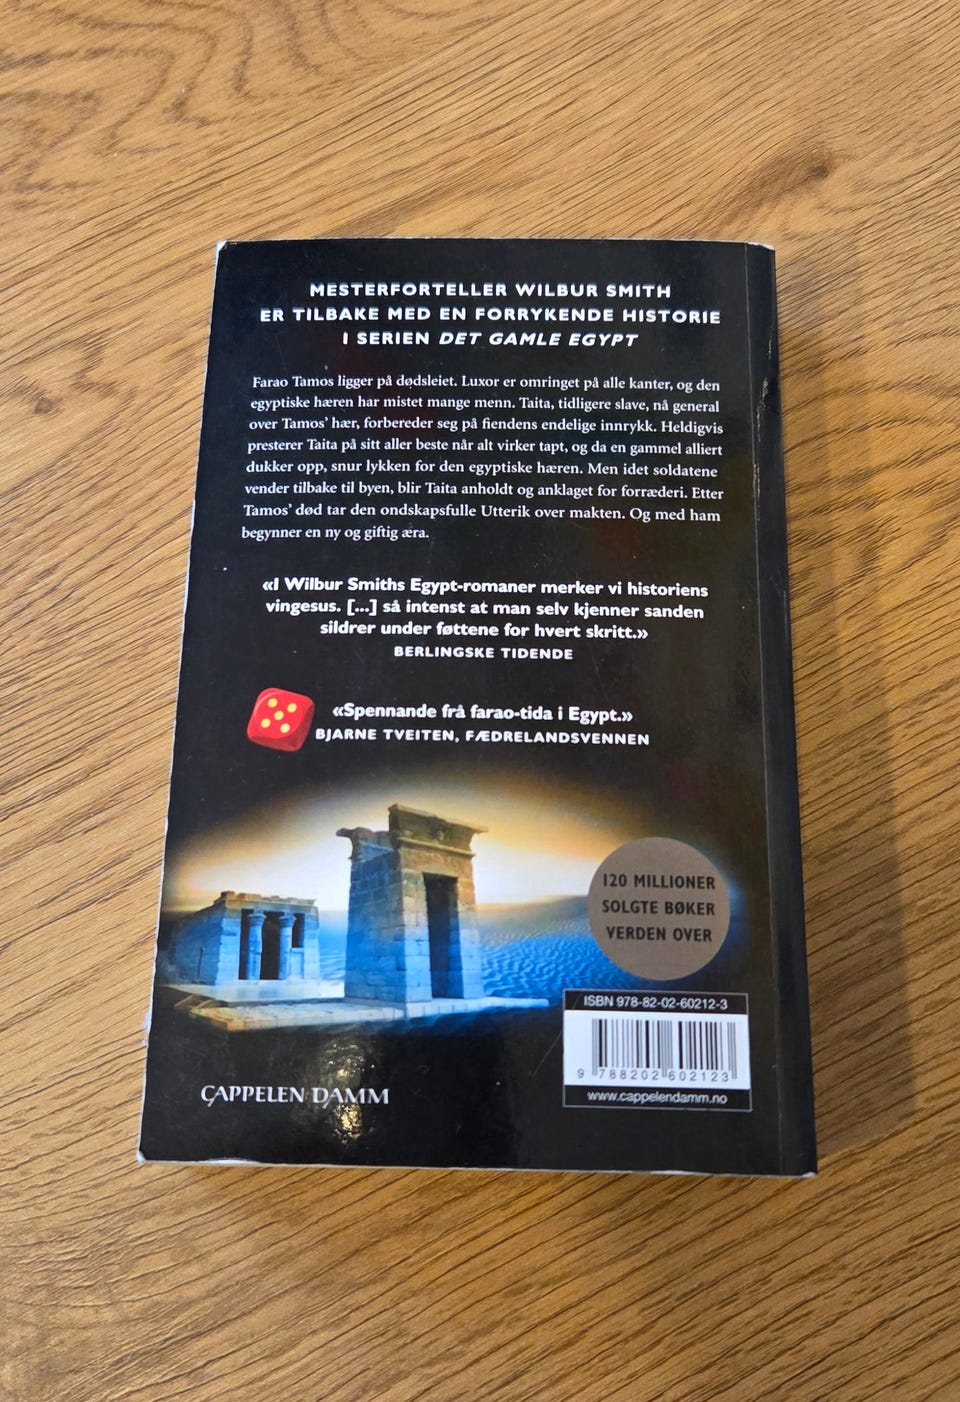 MESTERFORTELLER WILBUR SMITH
ER TILBAKE MED EN FORRYKENDE HISTORIE
I SERIEN DET GAMLE EGYPT
Farao Tamos ligger på dødsleiet. Luxor er omringet på alle kanter, og den
egyptiske hæren har mistet mange menn. Taita, tidligere slave, nå general
over Tamos' hær, forbereder seg på fiendens endelige innrykk. Heldigvis
presterer Taita på sitt aller beste når alt virker tapt, og da en gammel alliert
dukker opp, snur lykken for den egyptiske hæren. Men idet soldatene
vender tilbake til byen, blir Taita anholdt og anklaget for forræderi. Etter
Tamos' død tar den ondskapsfulle Utterik over makten. Og med ham
begynner en ny og giftig æra.
«I Wilbur Smiths Egypt-romaner merker vi historiens
vingesus. [...] så intenst at man selv kjenner sanden
sildrer under føttene for hvert skritt.»
BERLINGSKE TIDENDE
«Spennande frå farao-tida i Egypt.»
BJARNE TVEITEN, FÆDRELANDSVENNEN
120 MILLIONER
SOLGTE BØKER
VERDEN OVER
ISBN 978-82-02-60212-3
9 788202 602123
www.cappelendamm.no
CAPPELEN DAMM